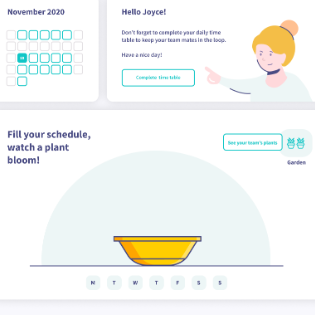 November 2020
Hello Joyce!
Don't forget to complete your daily time
table to keep your team mates in the loop.
Have a nice day!
Complete time table
Fill your schedule,
watch a plant
bloom!
See your team's plants
Garden
M T W T F S S